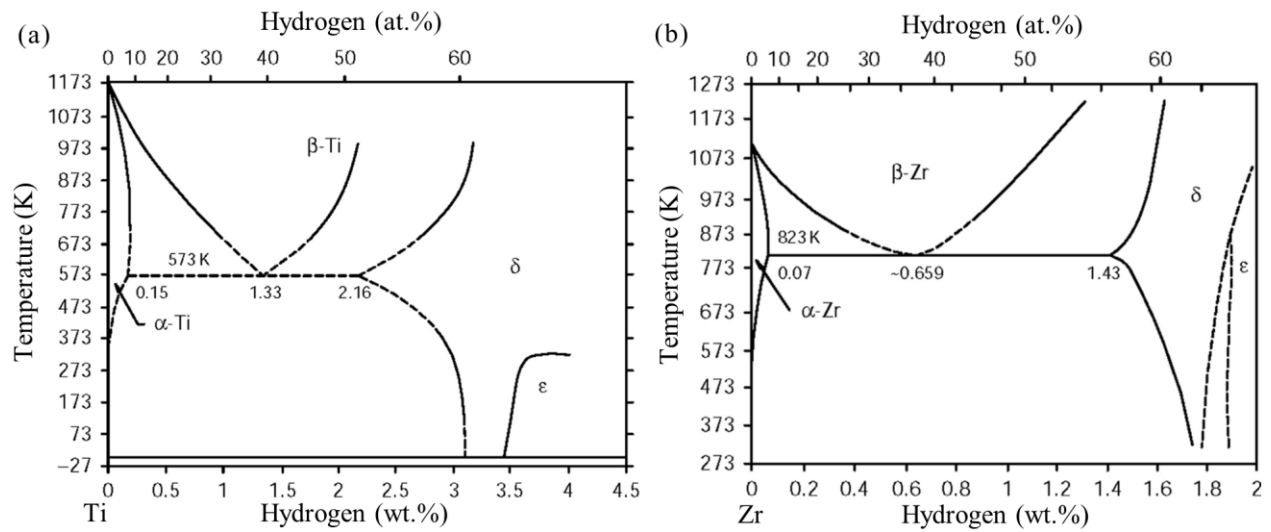 (a)
Hydrogen (at.%)
0 10 20 30 40 50 60
Temperature (K)
1173
1073
973
873
773
673
573
473
373
273
173
73
−27
β-Ti
573 K
δ
0.15 1.33 2.16
α-Ti
ε
0 0.5 1 1.5 2 2.5 3 3.5 4 4.5
Ti
Hydrogen (wt.%)
(b)
Hydrogen (at.%)
0 10 20 30 40 50 60
Temperature (K)
1273
1173
1073
973
873
773
673
573
473
373
273
β-Zr
δ
823 K
0.07 ~0.659 1.43
ε
α-Zr
0 0.2 0.4 0.6 0.8 1 1.2 1.4 1.6 1.8 2
Zr
Hydrogen (wt.%)